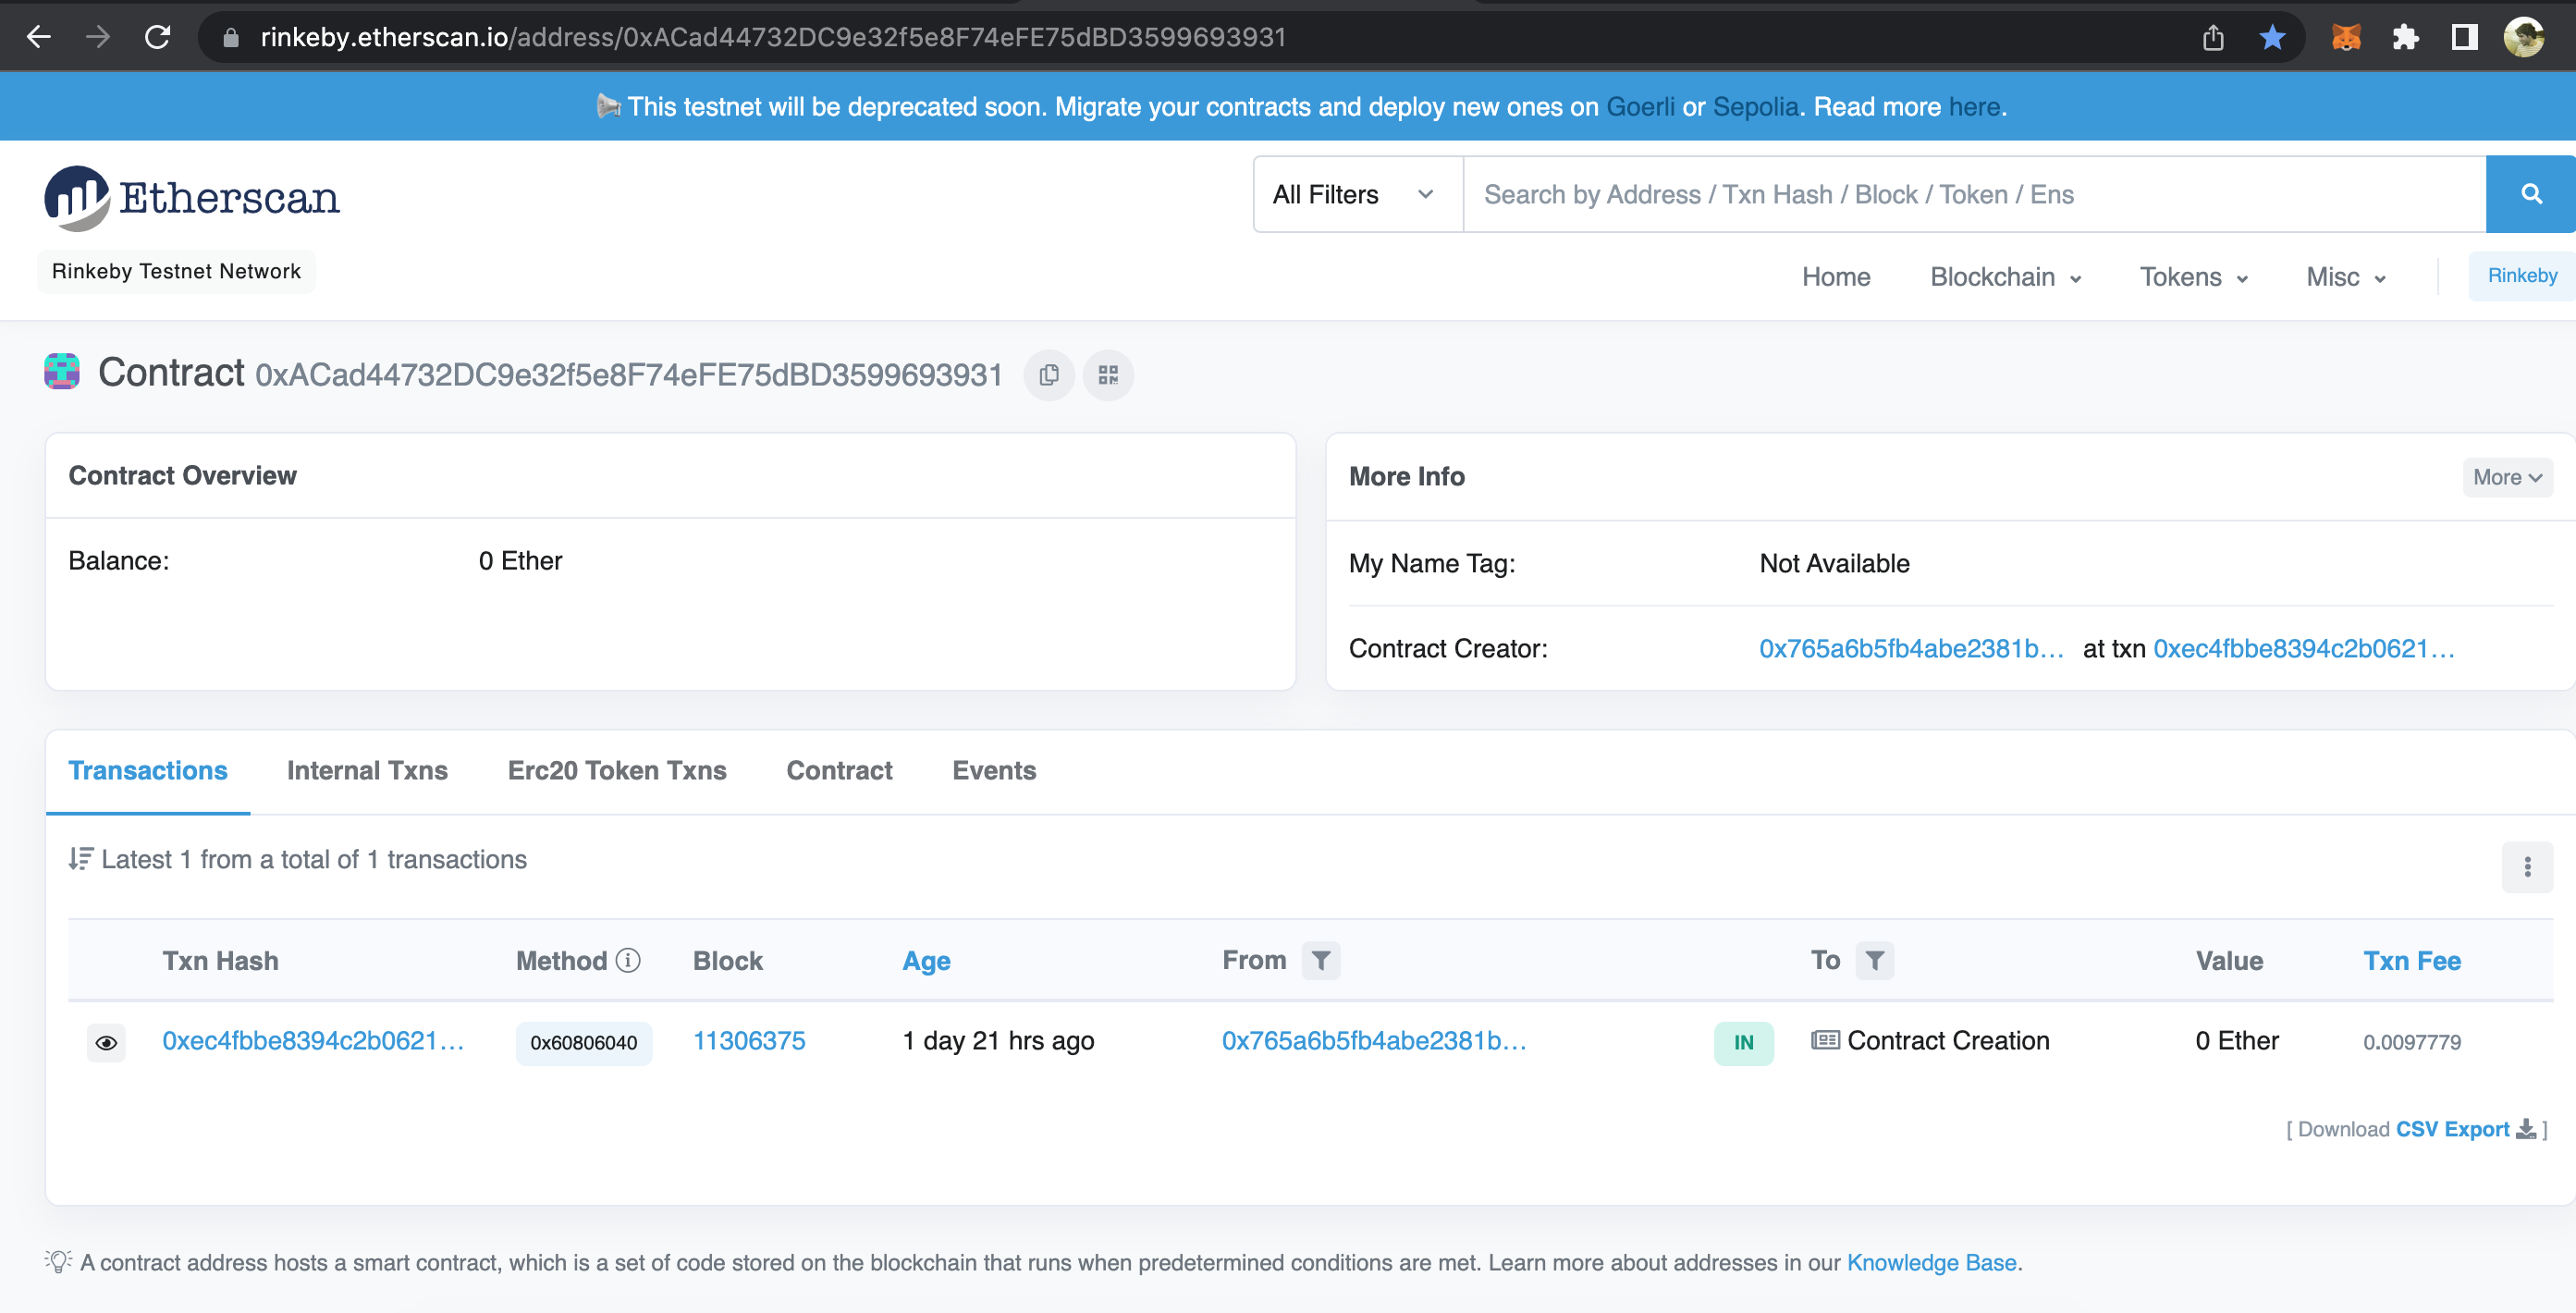 rinkeby.etherscan.io/address/0xACad44732DC9e32f5e8F74eFE75dBD3599693931
This testnet will be deprecated soon. Migrate your contracts and deploy new ones on Goerli or Sepolia. Read more here.
Etherscan
All Filters Search by Address / Txn Hash / Block / Token / Ens
Rinkeby Testnet Network
Home Blockchain Tokens Misc Rinkeby
Contract 0xACad44732DC9e32f5e8F74eFE75dBD3599693931
Contract Overview
Balance: 0 Ether
More Info More
My Name Tag: Not Available
Contract Creator: 0x765a6b5fb4abe2381b... at txn 0xec4fbbe8394c2b0621...
Transactions Internal Txns Erc20 Token Txns Contract Events
Latest 1 from a total of 1 transactions
Txn Hash Method Block Age From To Value Txn Fee
0xec4fbbe8394c2b0621... 0x60806040 11306375 1 day 21 hrs ago 0x765a6b5fb4abe2381b... IN Contract Creation 0 Ether 0.0097779
[ Download CSV Export ]
A contract address hosts a smart contract, which is a set of code stored on the blockchain that runs when predetermined conditions are met. Learn more about addresses in our Knowledge Base.